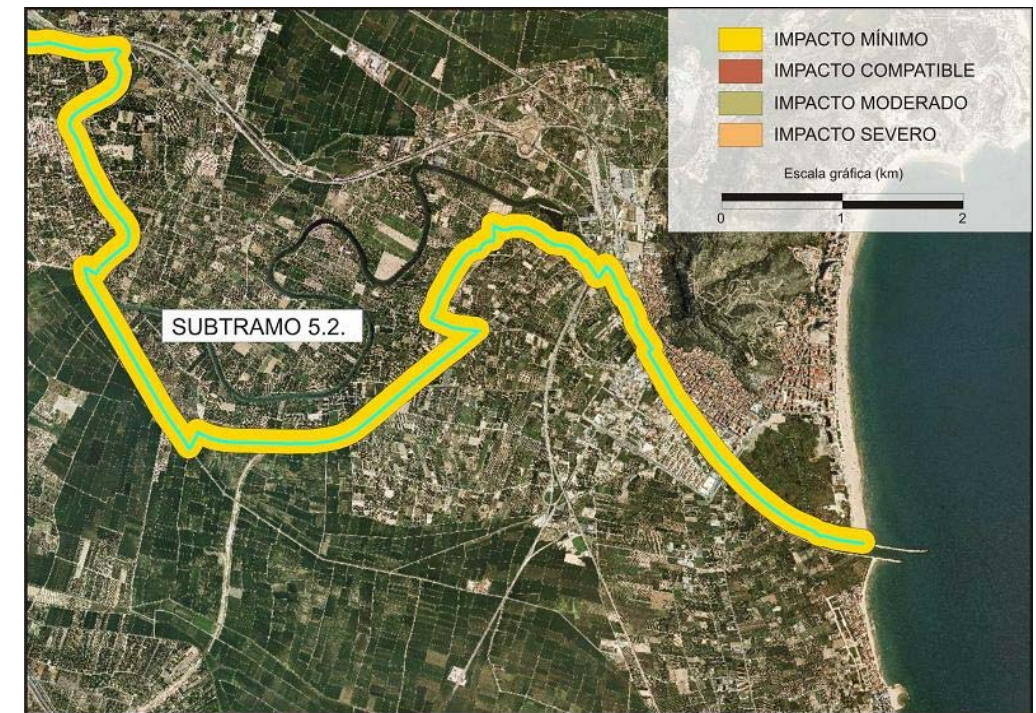 IMPACTO MÍNIMO
IMPACTO COMPATIBLE
IMPACTO MODERADO
IMPACTO SEVERO
Escala gráfica (km)
0 1 2
SUBTRAMO 5.2.